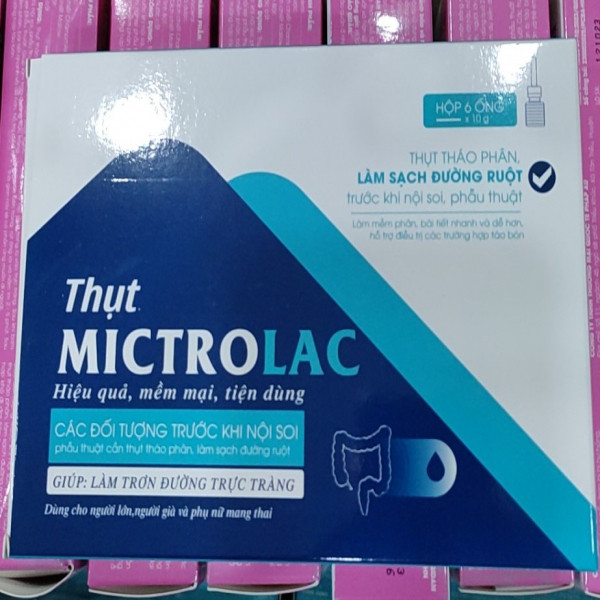 HỘP 6 ỐNG
x 10 g
THỤT THÁO PHÂN,
LÀM SẠCH ĐƯỜNG RUỘT
trước khi nội soi, phẫu thuật
Làm mềm phân, bài tiết nhanh và dễ hơn,
hỗ trợ điều trị các trường hợp táo bón
Thụt
MICTROLAC
Hiệu quả, mềm mại, tiện dùng
CÁC ĐỐI TƯỢNG TRƯỚC KHI NỘI SOI
phẫu thuật cần thụt tháo phân, làm sạch đường ruột
GIÚP: LÀM TRƠN ĐƯỜNG TRỰC TRÀNG
Dùng cho người lớn,người già và phụ nữ mang thai
121023